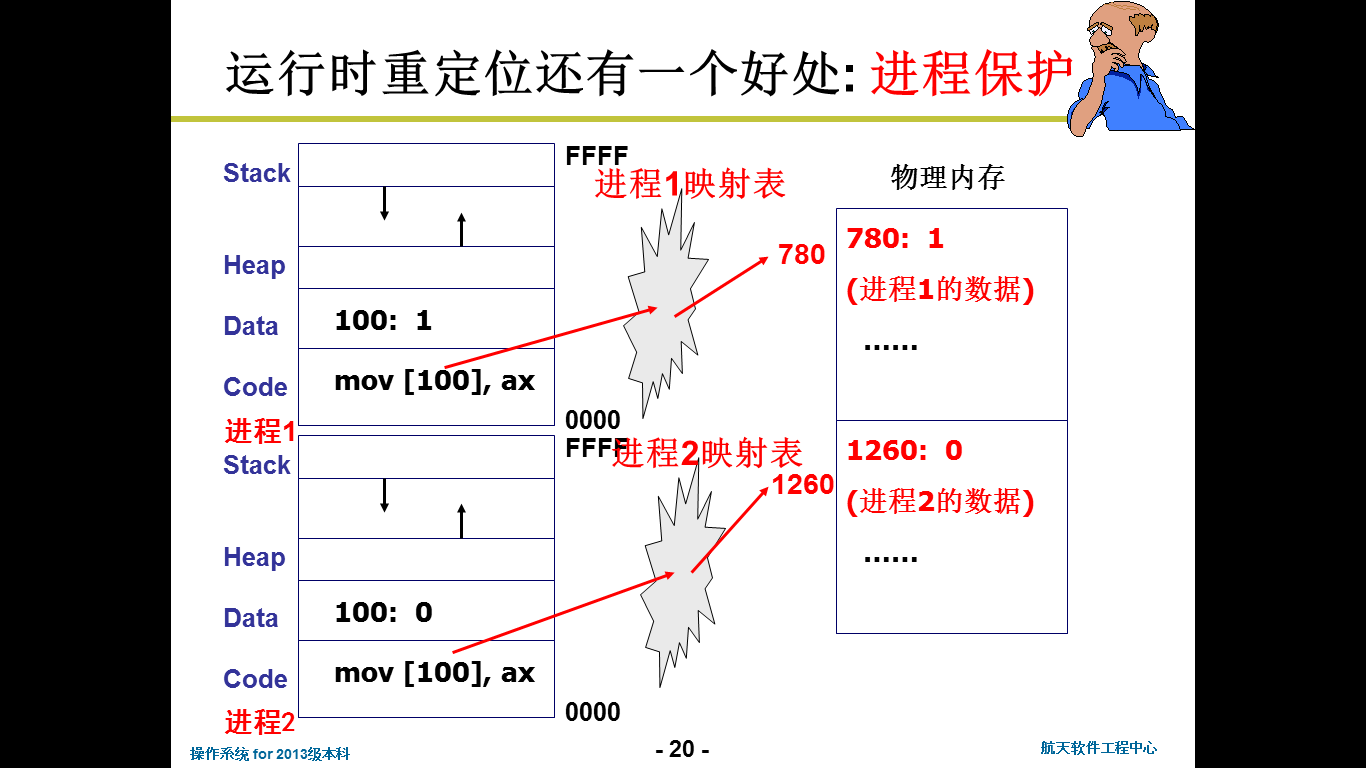 运行时重定位还有一个好处: 进程保护
Stack
FFFF
进程1映射表
物理内存
Heap
780
780: 1
(进程1的数据)
Data
100: 1
……
Code
mov [100], ax
进程1
0000
Stack
FFFF
进程2映射表
1260
1260: 0
(进程2的数据)
Heap
……
Data
100: 0
Code
mov [100], ax
进程2
0000
操作系统 for 2013级本科
- 20 -
航天软件工程中心